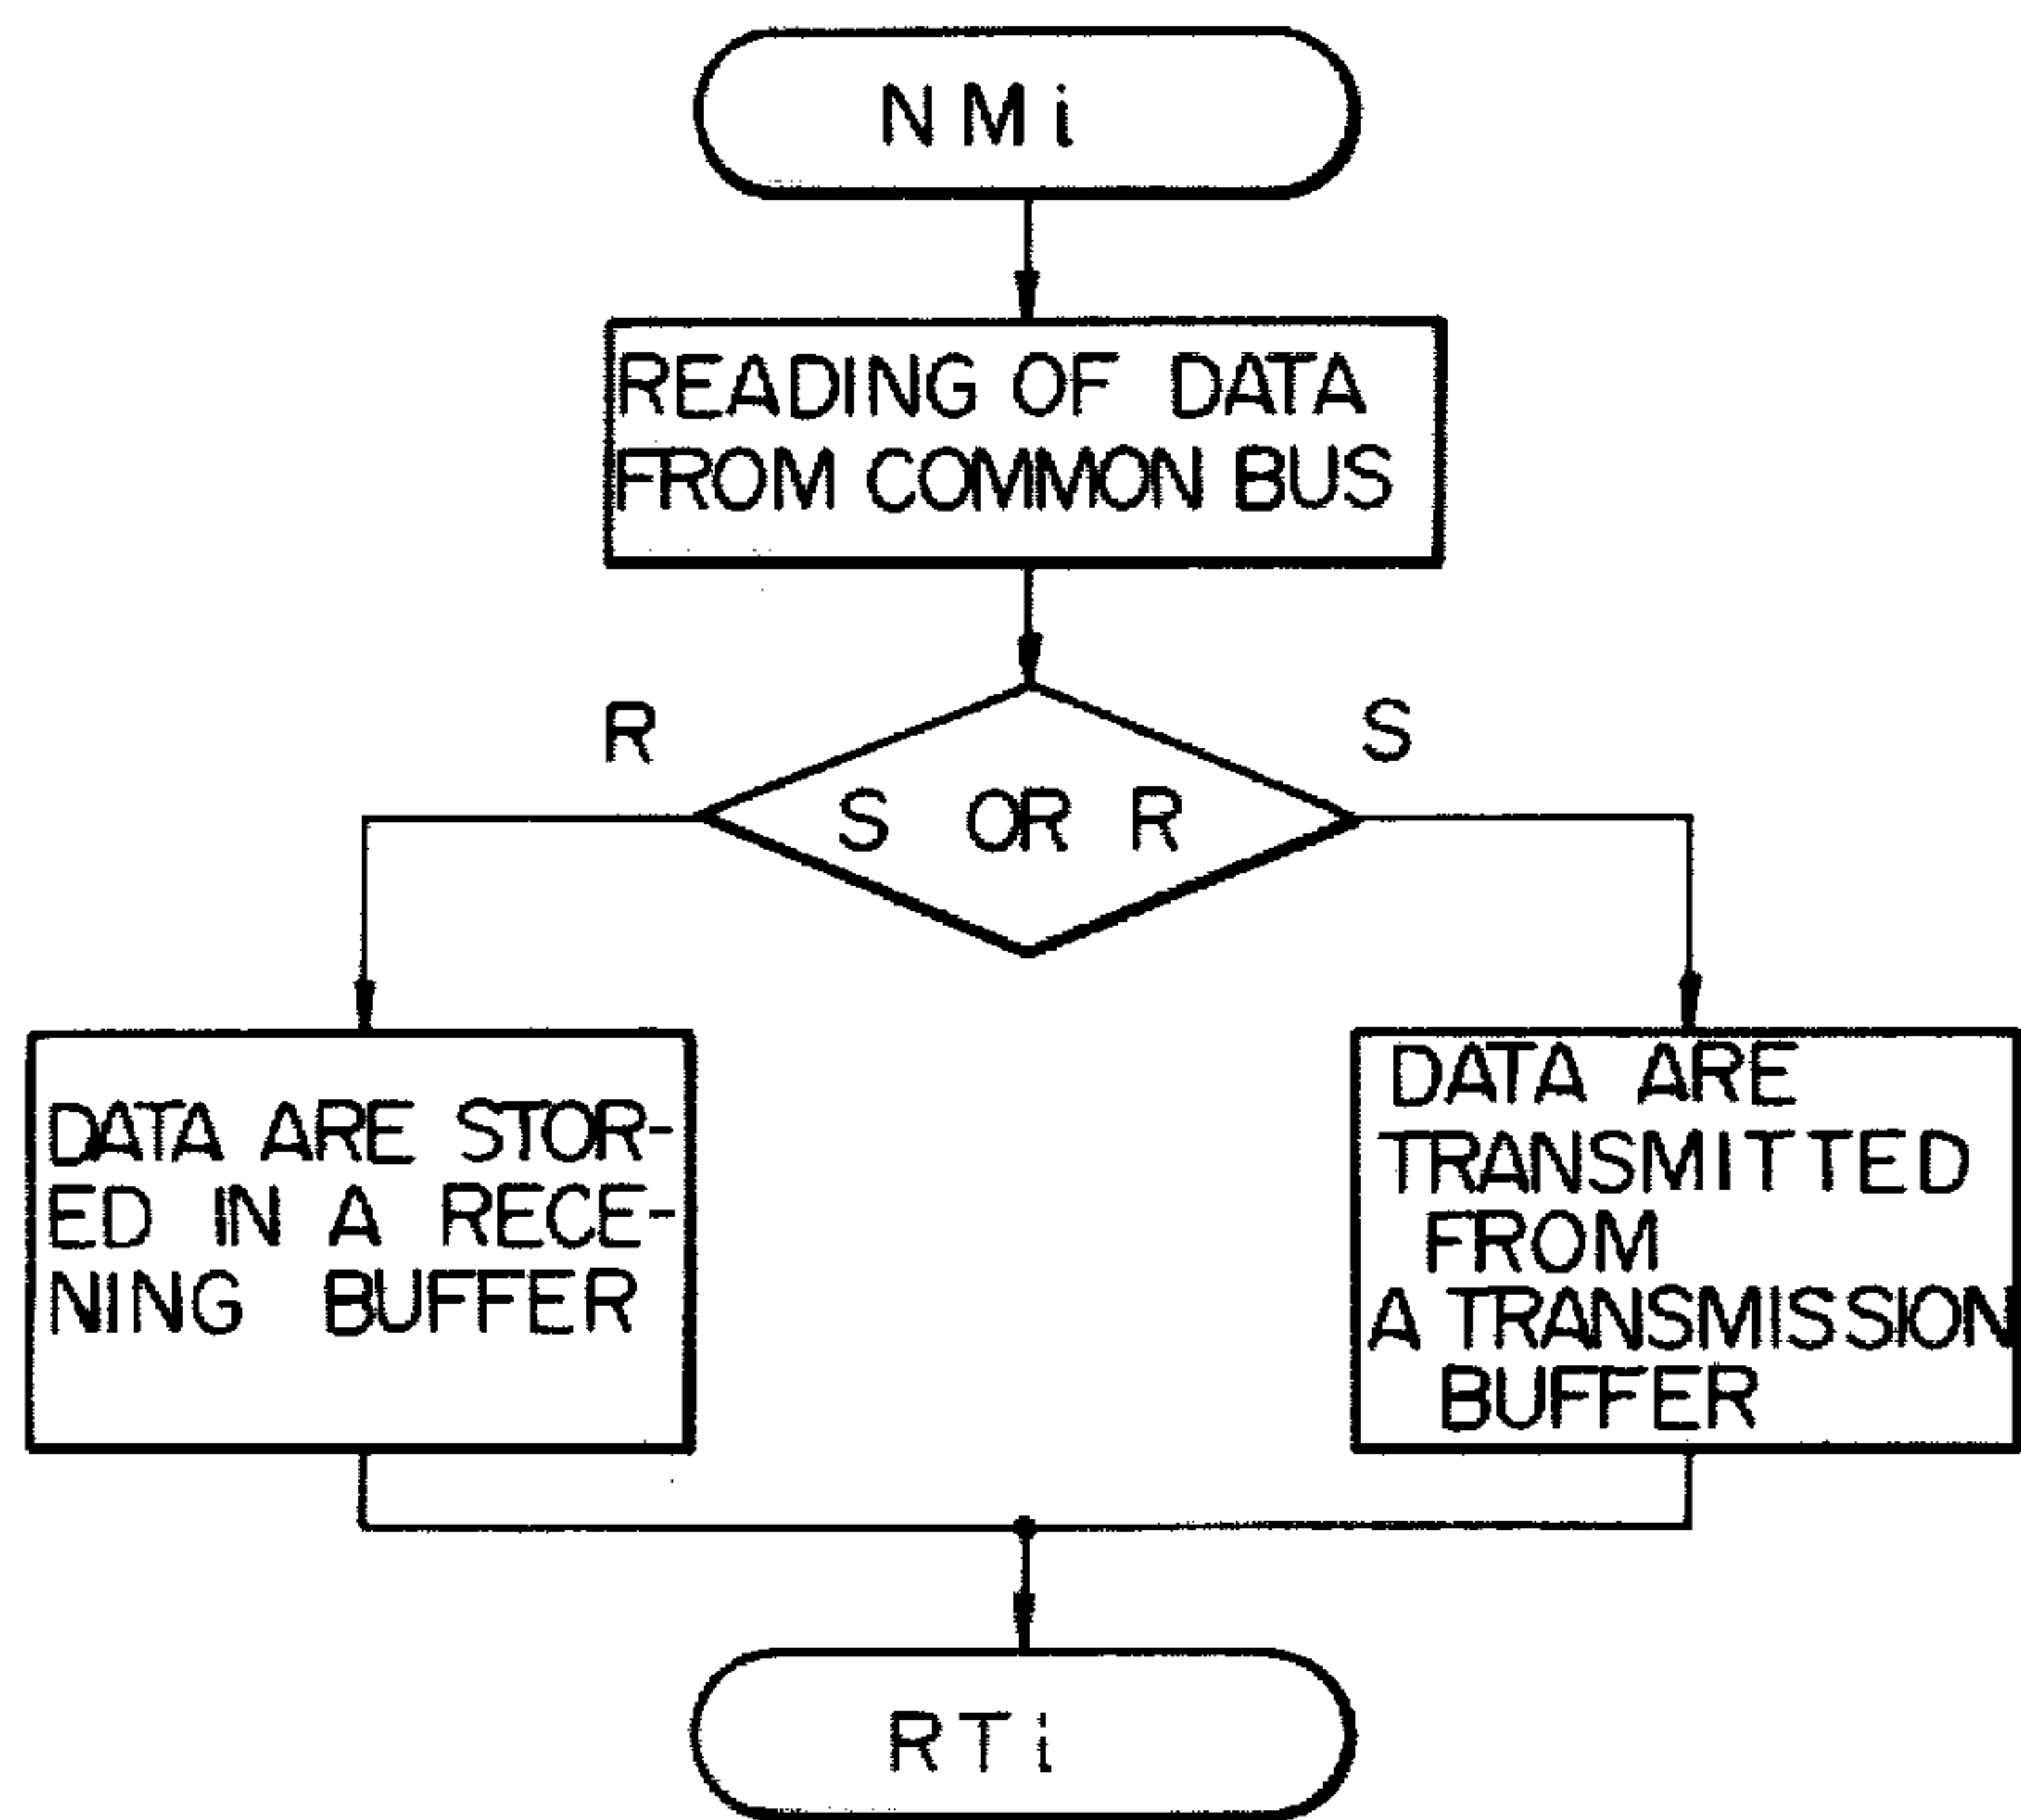 NMi
READING OF DATA
FROM COMMON BUS
R
S
S OR R
DATA ARE STOR-
ED IN A RECE-
NING BUFFER
DATA ARE
TRANSMITTED
FROM
A TRANSMISSION
BUFFER
RTi